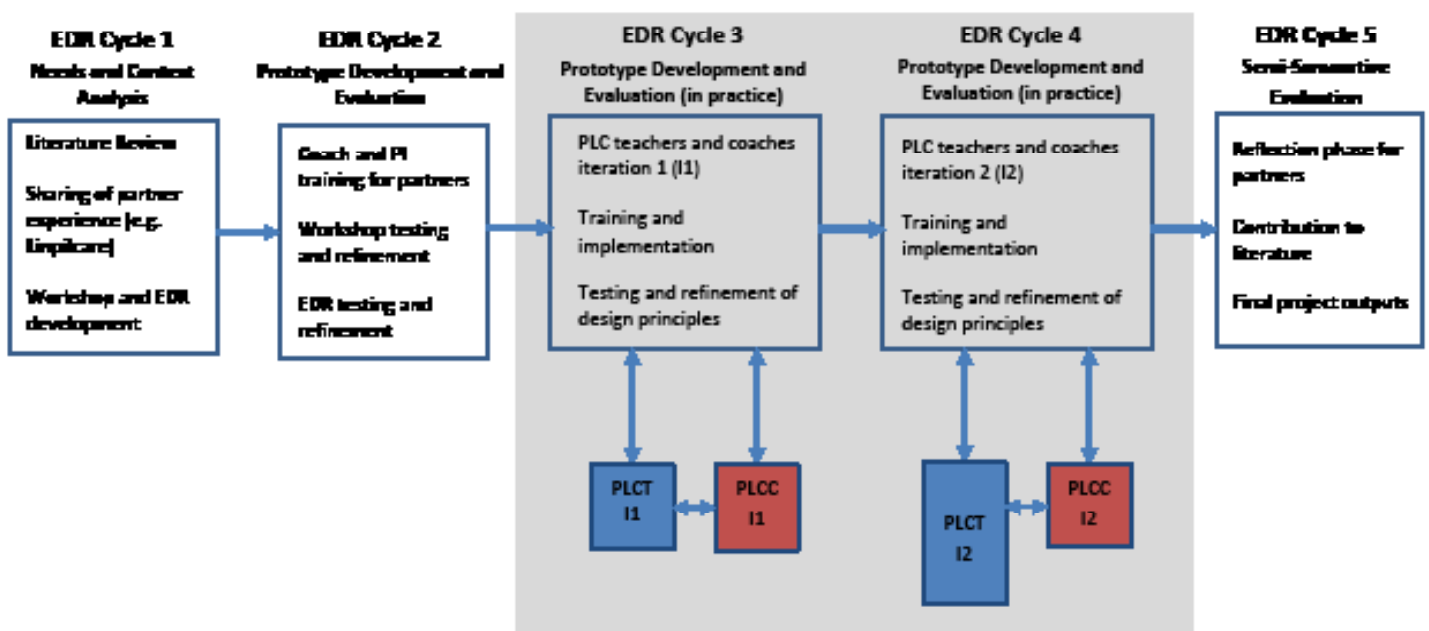 EDR Cycle 1
Needs and Context
Analysis
Literature Review
Sharing of partner
experience (e.g.
Linpilcare)
Workshop and EDR
development
EDR Cycle 2
Prototype Development and
Evaluation
Coach and PI
training for partners
Workshop testing
and refinement
EDR testing and
refinement
EDR Cycle 3
Prototype Development and
Evaluation (in practice)
PLC teachers and coaches
iteration 1 (I1)
Training and
implementation
Testing and refinement of
design principles
PLCT
I1
PLCC
I1
EDR Cycle 4
Prototype Development and
Evaluation (in practice)
PLC teachers and coaches
iteration 2 (I2)
Training and
implementation
Testing and refinement of
design principles
PLCT
I2
PLCC
I2
EDR Cycle 5
Semi-Summative
Evaluation
Reflection phase for
partners
Contribution to
literature
Final project outputs